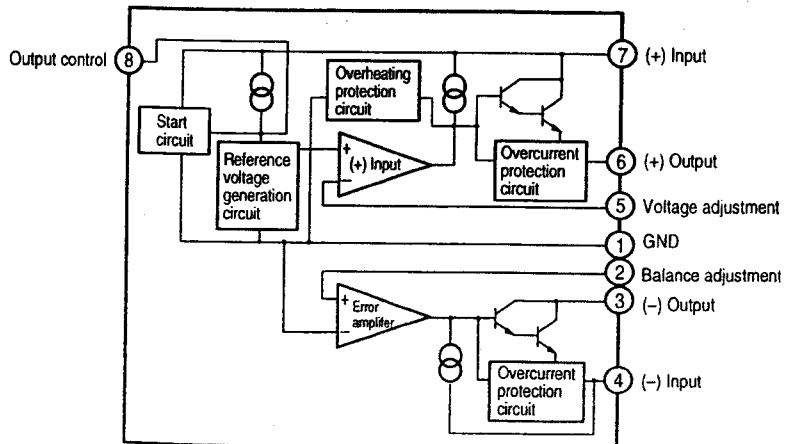 Output control 8
7 (+) Input
Start
circuit
Overheating
protection
circuit
Reference
voltage
generation
circuit
+
(+) Input
−
Overcurrent
protection
circuit
6 (+) Output
5 Voltage adjustment
1 GND
2 Balance adjustment
3 (−) Output
+
Error
amplifer
−
Overcurrent
protection
circuit
4 (−) Input